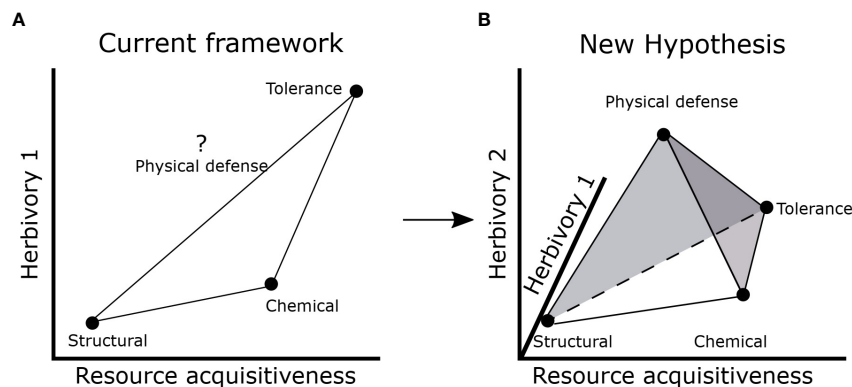 A
Current framework
Herbivory 1
Tolerance
?
Physical defense
Chemical
Structural
Resource acquisitiveness
B
New Hypothesis
Herbivory 2
Herbivory 1
Physical defense
Tolerance
Structural
Chemical
Resource acquisitiveness